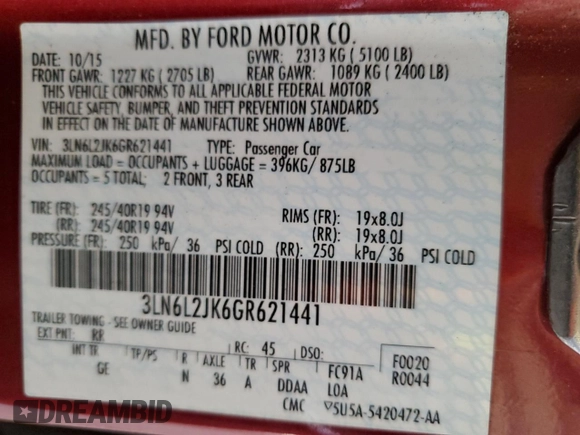 MFD. BY FORD MOTOR CO.
DATE: 10/15 GVWR: 2313 KG ( 5100 LB)
FRONT GAWR: 1227 KG ( 2705 LB) REAR GAWR: 1089 KG ( 2400 LB)
THIS VEHICLE CONFORMS TO ALL APPLICABLE FEDERAL MOTOR
VEHICLE SAFETY, BUMPER, AND THEFT PREVENTION STANDARDS
IN EFFECT ON THE DATE OF MANUFACTURE SHOWN ABOVE.
VIN: 3LN6L2JK6GR621441 TYPE: Passenger Car
MAXIMUM LOAD = OCCUPANTS + LUGGAGE = 396KG/ 875LB
OCCUPANTS = 5 TOTAL; 2 FRONT, 3 REAR
TIRE (FR): 245/40R19 94V RIMS (FR): 19x8.0J
(RR): 245/40R19 94V (RR): 19x8.0J
PRESSURE (FR): 250 kPa/ 36 PSI COLD (RR): 250 kPa/ 36 PSI COLD
3LN6L2JK6GR621441
TRAILER TOWING - SEE OWNER GUIDE
EXT PNT: RR RC: 45 DSO: F0020
INT TR TP/PS R AXLE TR SPR FC91A R0044
GE N 36 A DDAA LOA
CMC ▽5U5A-5420472-AA
DREAMBID